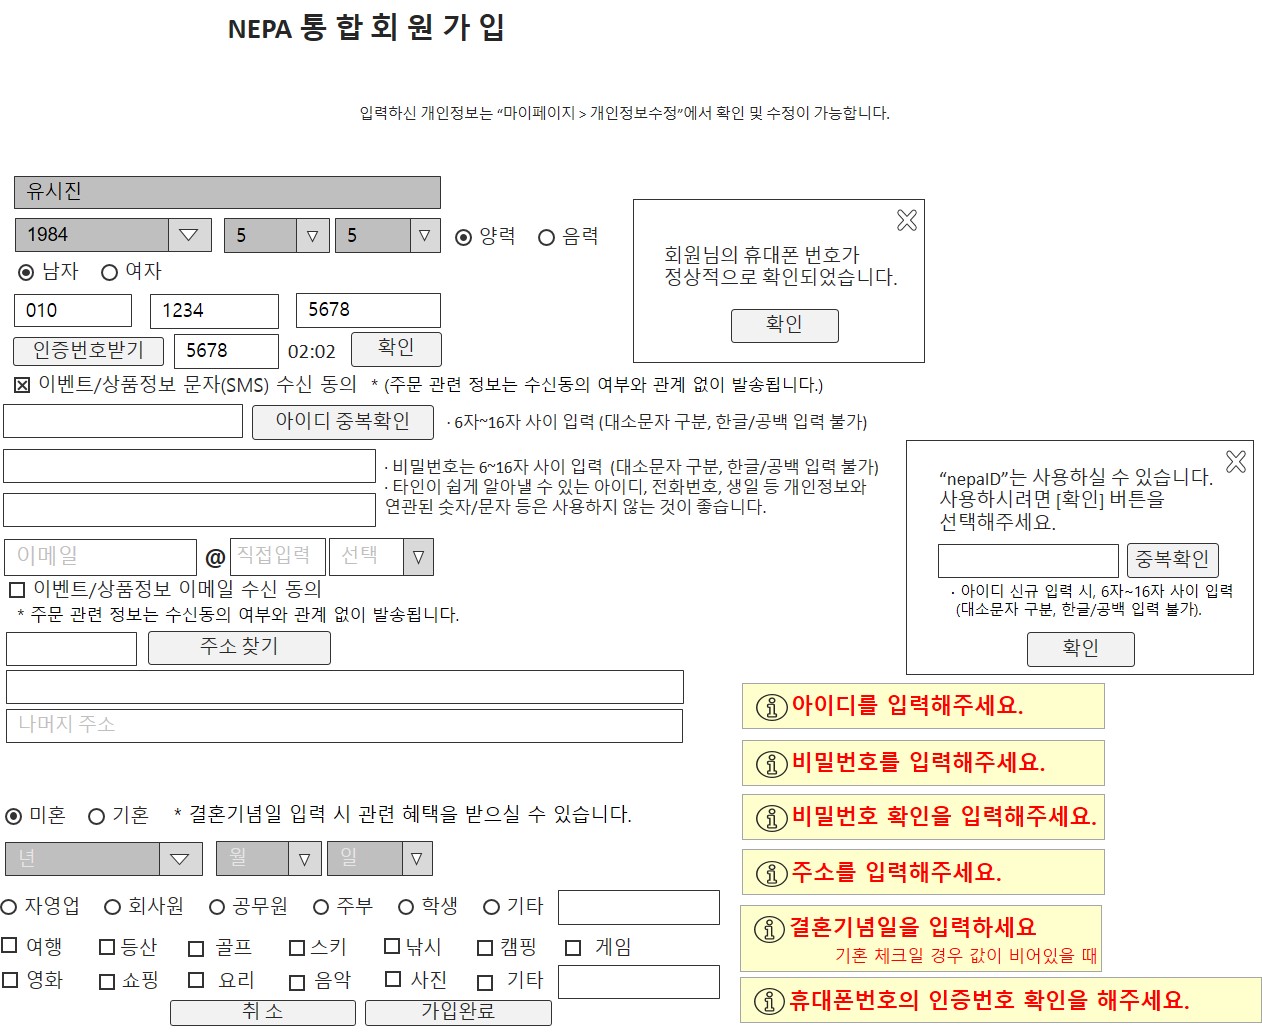 NEPA 통 합 회 원 가 입
입력하신 개인정보는 “마이페이지 > 개인정보수정”에서 확인 및 수정이 가능합니다.
유시진
1984 5 5 양력 음력
남자 여자
010 1234 5678
인증번호받기 5678 02:02 확인
회원님의 휴대폰 번호가
정상적으로 확인되었습니다.
확인
이벤트/상품정보 문자(SMS) 수신 동의 * (주문 관련 정보는 수신동의 여부와 관계 없이 발송됩니다.)
아이디 중복확인 · 6자~16자 사이 입력 (대소문자 구분, 한글/공백 입력 불가)
· 비밀번호는 6~16자 사이 입력 (대소문자 구분, 한글/공백 입력 불가)
· 타인이 쉽게 알아낼 수 있는 아이디, 전화번호, 생일 등 개인정보와
연관된 숫자/문자 등은 사용하지 않는 것이 좋습니다.
이메일 @ 직접입력 선택
이벤트/상품정보 이메일 수신 동의
* 주문 관련 정보는 수신동의 여부와 관계 없이 발송됩니다.
주소 찾기
나머지 주소
“nepaID”는 사용하실 수 있습니다.
사용하시려면 [확인] 버튼을
선택해주세요.
중복확인
· 아이디 신규 입력 시, 6자~16자 사이 입력
(대소문자 구분, 한글/공백 입력 불가).
확인
미혼 기혼 * 결혼기념일 입력 시 관련 혜택을 받으실 수 있습니다.
년 월 일
자영업 회사원 공무원 주부 학생 기타
여행 등산 골프 스키 낚시 캠핑 게임
영화 쇼핑 요리 음악 사진 기타
취 소 가입완료
아이디를 입력해주세요.
비밀번호를 입력해주세요.
비밀번호 확인을 입력해주세요.
주소를 입력해주세요.
결혼기념일을 입력하세요
기혼 체크일 경우 값이 비어있을 때
휴대폰번호의 인증번호 확인을 해주세요.